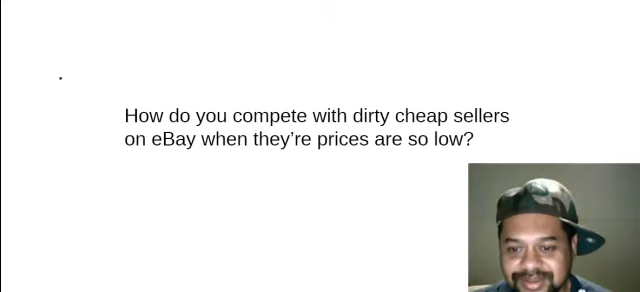 How do you compete with dirty cheap sellers
on eBay when they’re prices are so low?